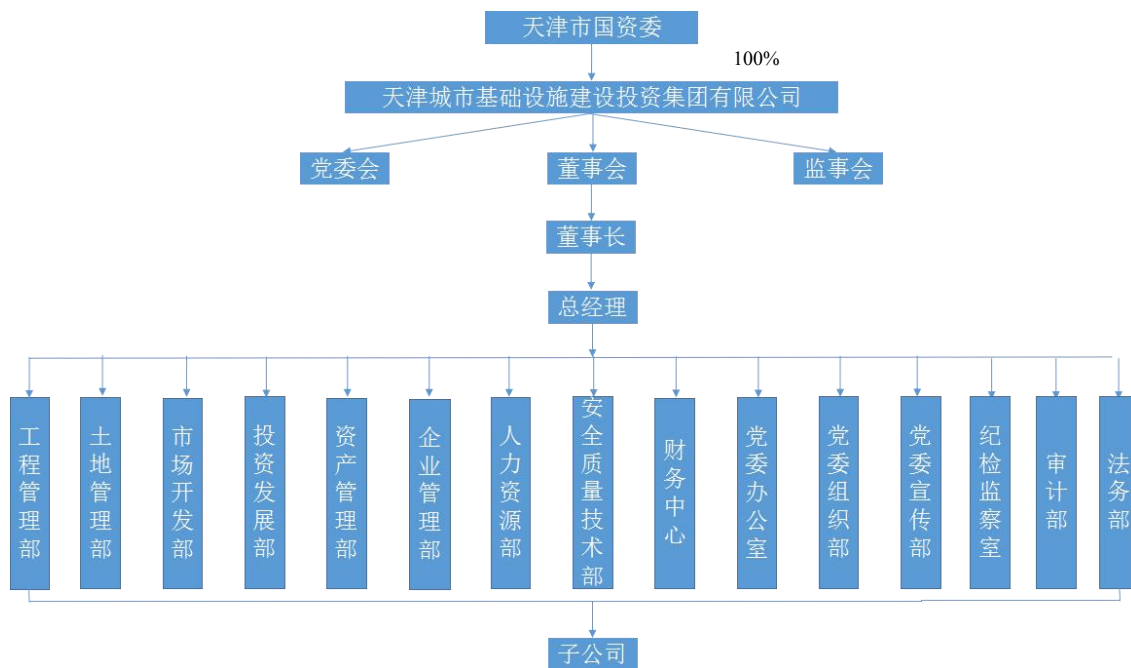 天津市国资委
100%
天津城市基础设施建设投资集团有限公司
党委会
董事会
监事会
董事长
总经理
工程管理部
土地管理部
市场开发部
投资发展部
资产管理部
企业管理部
人力资源部
安全质量技术部
财务中心
党委办公室
党委组织部
党委宣传部
纪检监察室
审计部
法务部
子公司